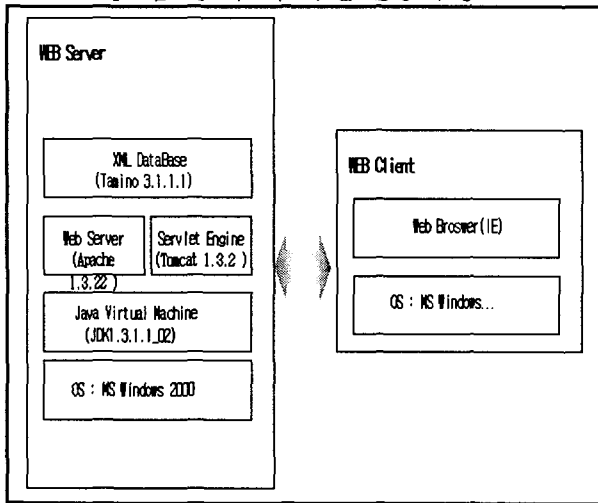 WEB Server
XML DataBase
(Tamino 3.1.1.1)
Web Server
(Apache
1.3.22 )
Servlet Engine
(Tomcat 1.3.2 )
Java Virtual Machine
(JDK1.3.1.1_02)
OS : MS Windows 2000
WEB Client
Web Broswer(IE)
OS : MS Windows...